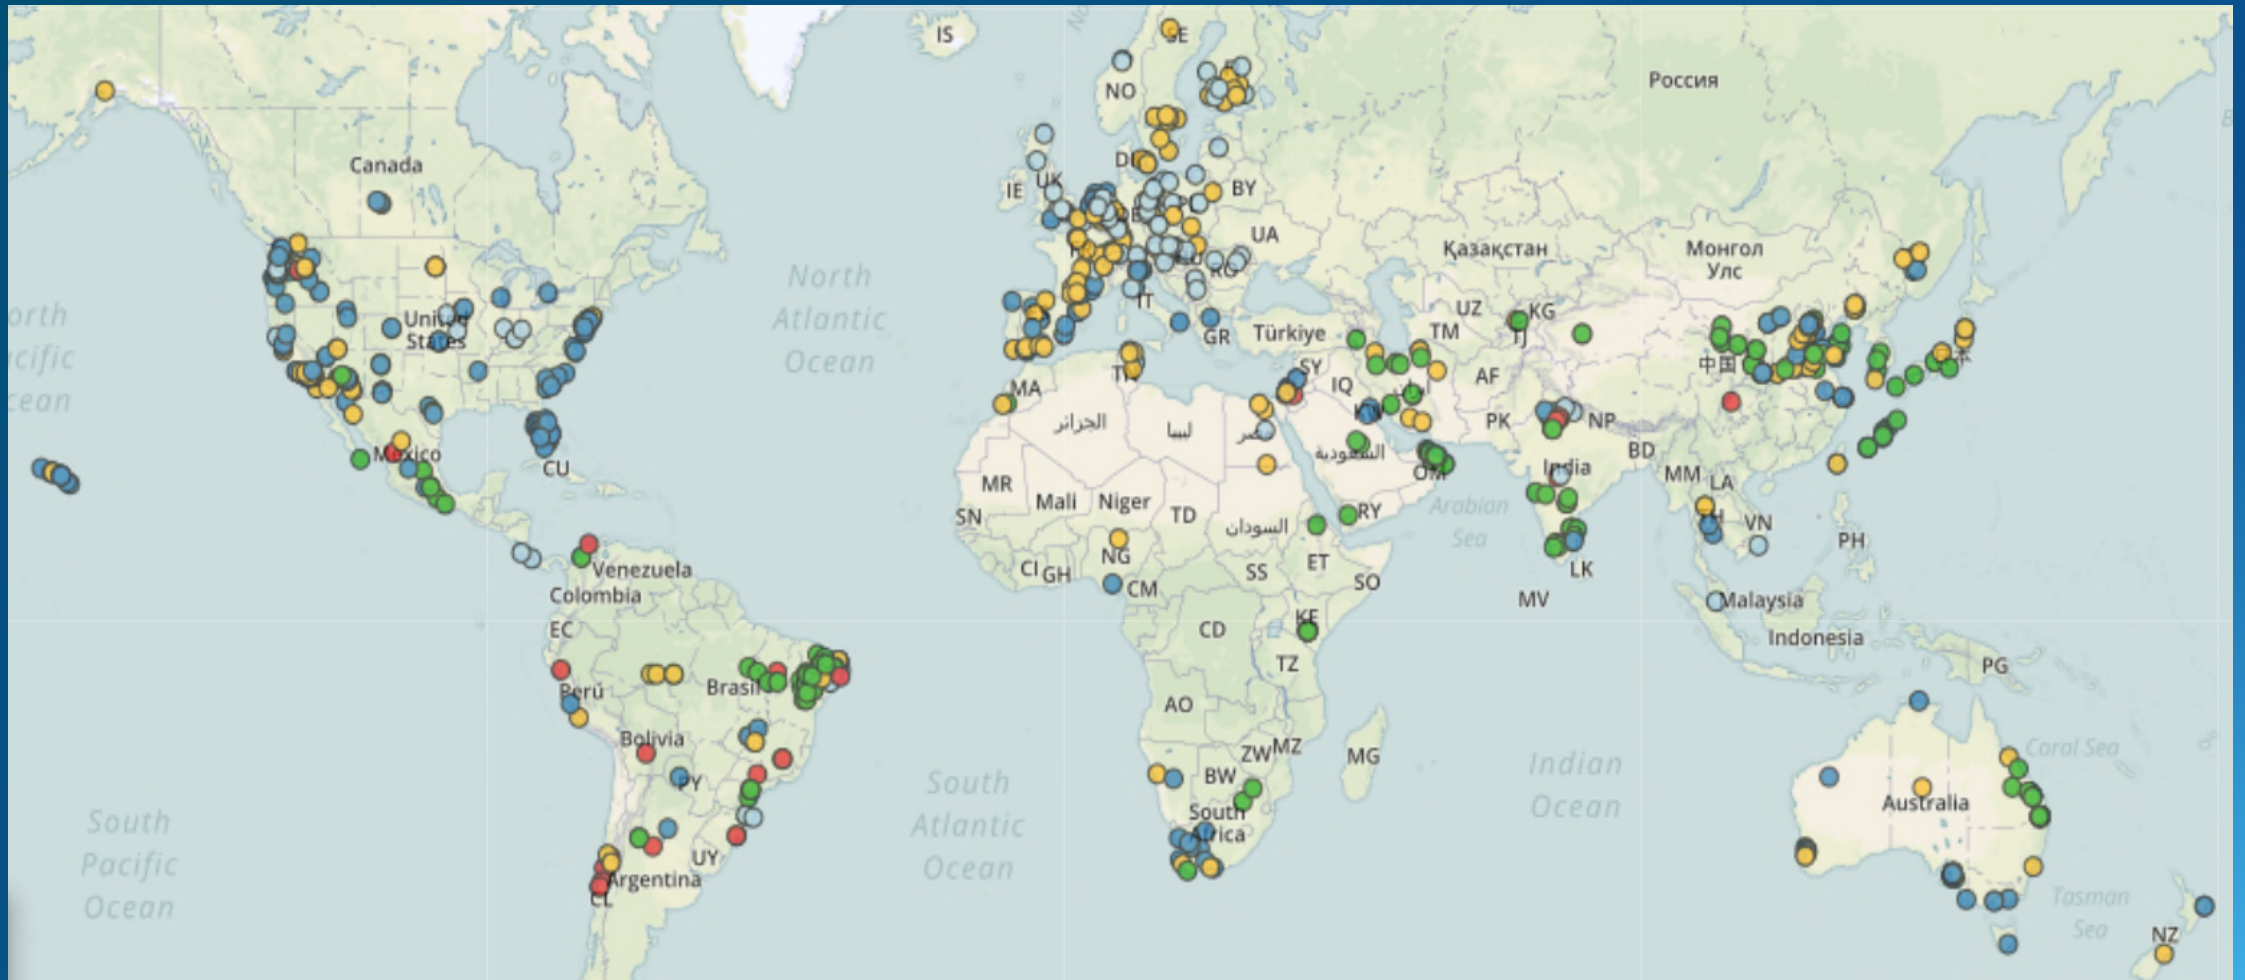 IS
SE
NO
Россия
Canada
IE
UK
BY
UA
Қазақстан
Монгол
Улс
North
Atlantic
Ocean
United
States
IT
GR
Türkiye
UZ
KG
TJ
TM
中国
MA
الجزائر
ليبيا
مصر
SY
IQ
AF
PK
NP
BD
México
CU
السعودية
OM
India
MM
LA
MR
Mali
Niger
TD
SN
السودان
RY
Arabian
Sea
VN
PH
NG
CI
GH
CM
SS
ET
SO
LK
MV
Venezuela
Colombia
EC
CD
KE
TZ
Malaysia
Indonesia
PG
Perú
Brasil
AO
Bolivia
PY
ZW
MZ
BW
MG
South
Africa
South
Pacific
Ocean
South
Atlantic
Ocean
Indian
Ocean
Coral Sea
Australia
UY
Argentina
CL
Tasman
Sea
NZ